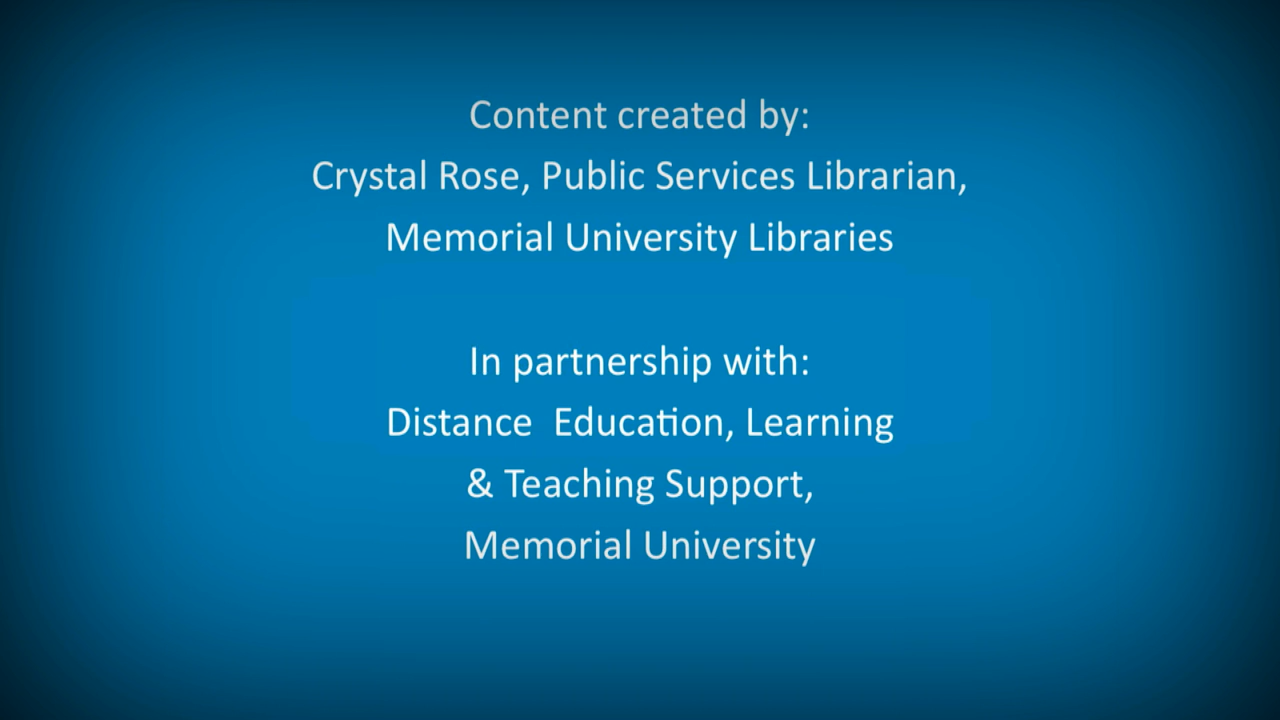 Content created by:
Crystal Rose, Public Services Librarian,
Memorial University Libraries
In partnership with:
Distance  Education, Learning
& Teaching Support,
Memorial University